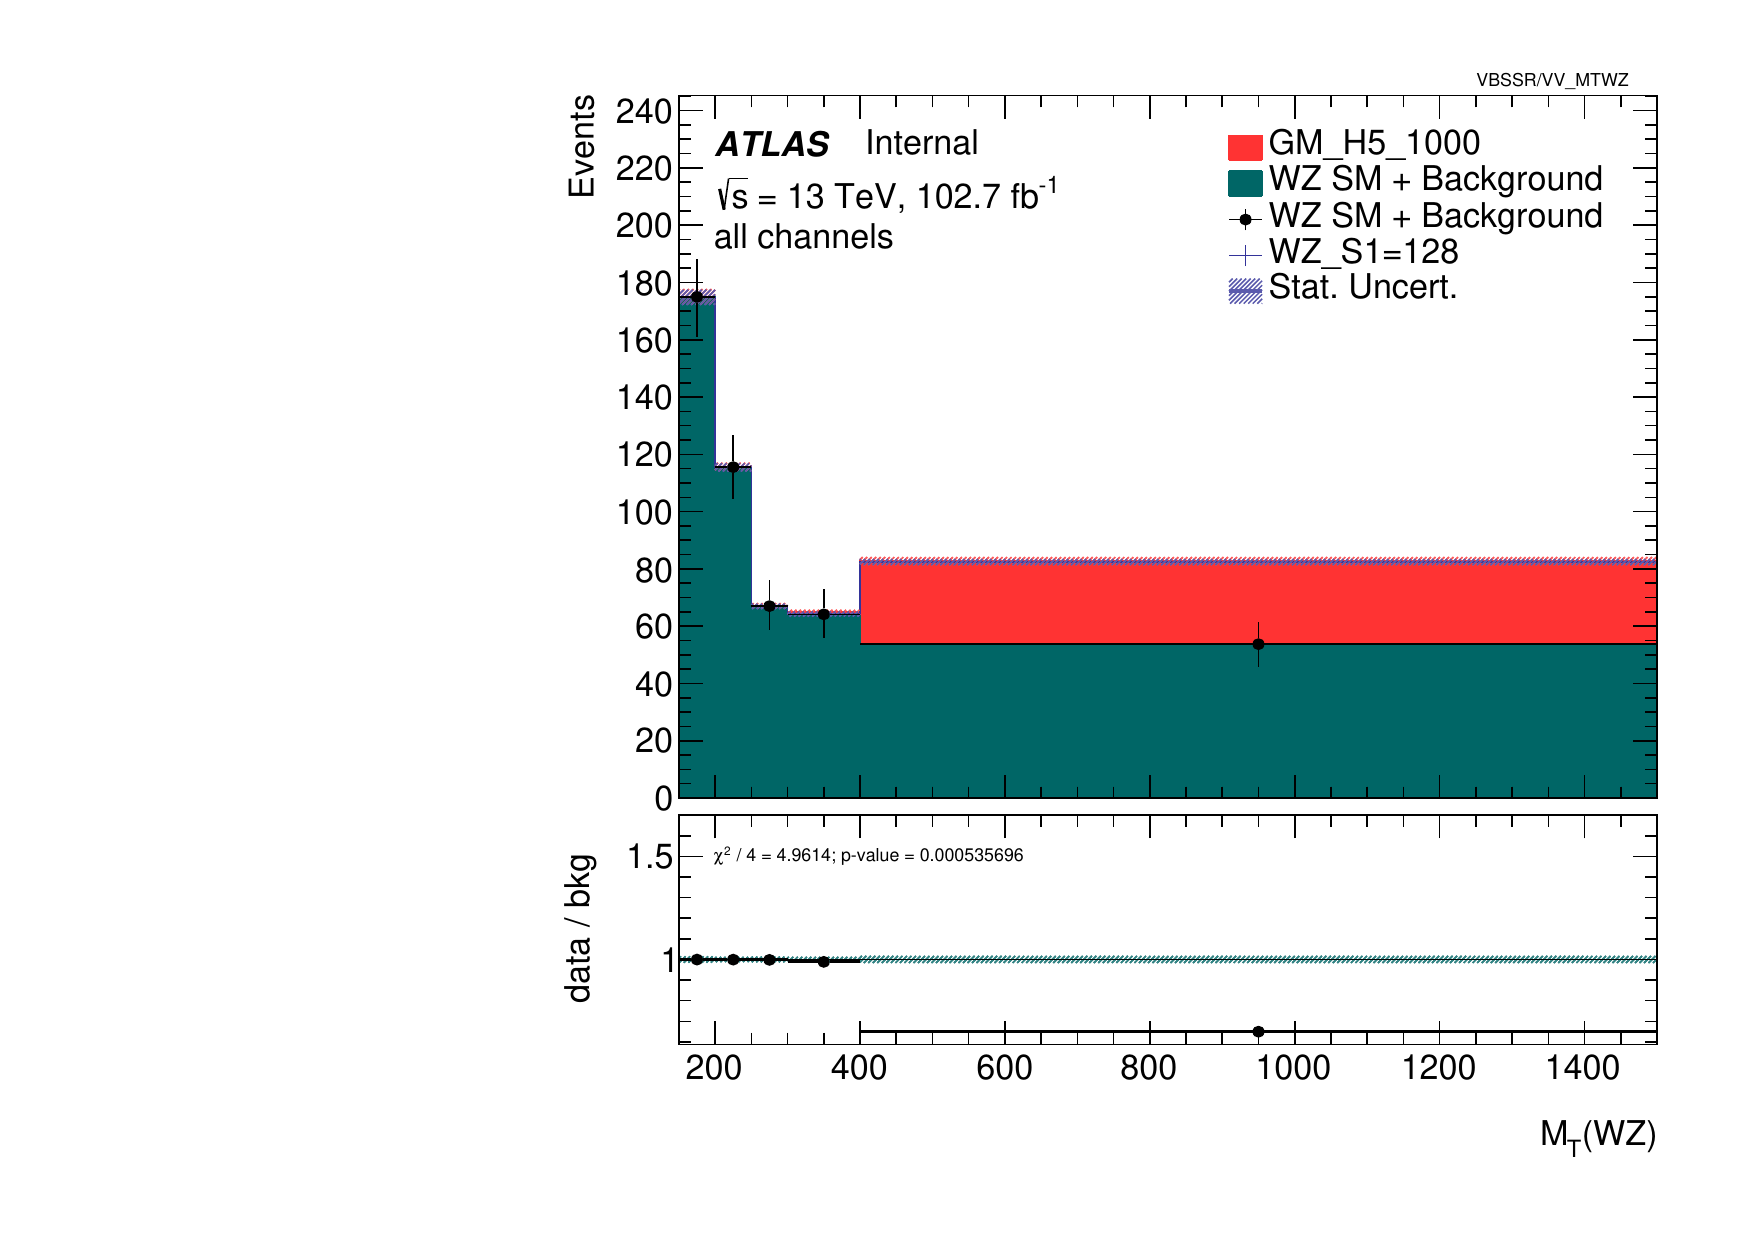 VBSSR/VV_MTWZ
Events
240
220
200
180
160
140
120
100
80
60
40
20
0
ATLAS Internal
√s = 13 TeV, 102.7 fb-1
all channels
GM_H5_1000
WZ SM + Background
WZ SM + Background
WZ_S1=128
Stat. Uncert.
data / bkg
1.5
1
χ2 / 4 = 4.9614; p-value = 0.000535696
200 400 600 800 1000 1200 1400
MT(WZ)